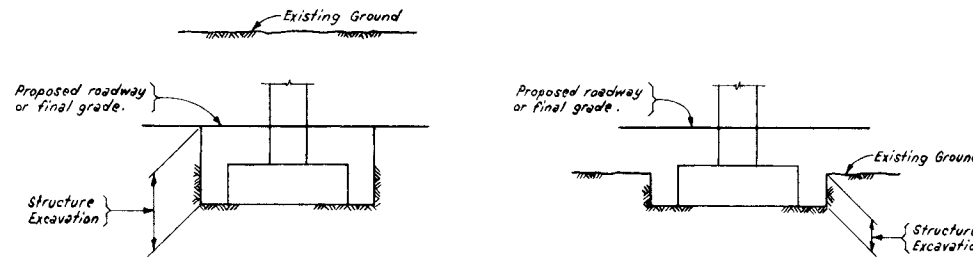 Existing Ground
Proposed roadway
or final grade.
Structure
Excavation
Proposed roadway
or final grade.
Existing Ground
Structure
Excavation